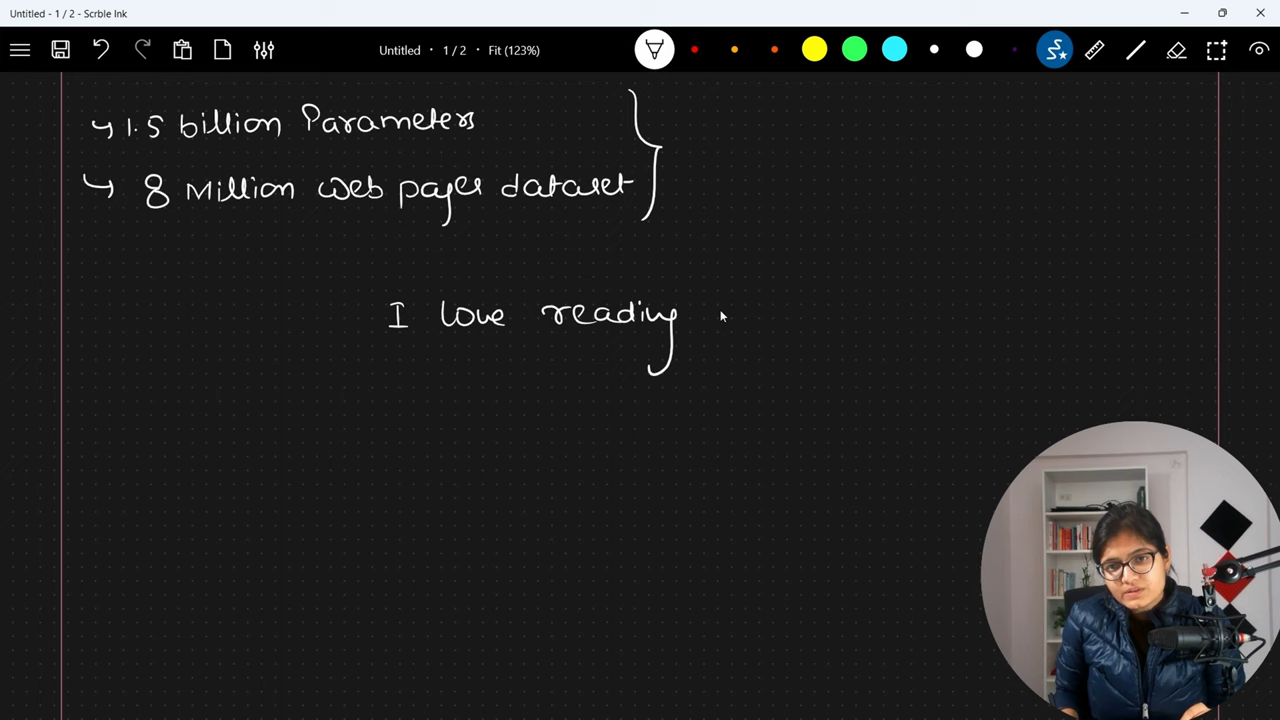 Untitled - 1 / 2 - Scrble Ink
Untitled • 1 / 2 • Fit (123%)
1.5 billion Parameters
8 Million web pages dataset
I love reading